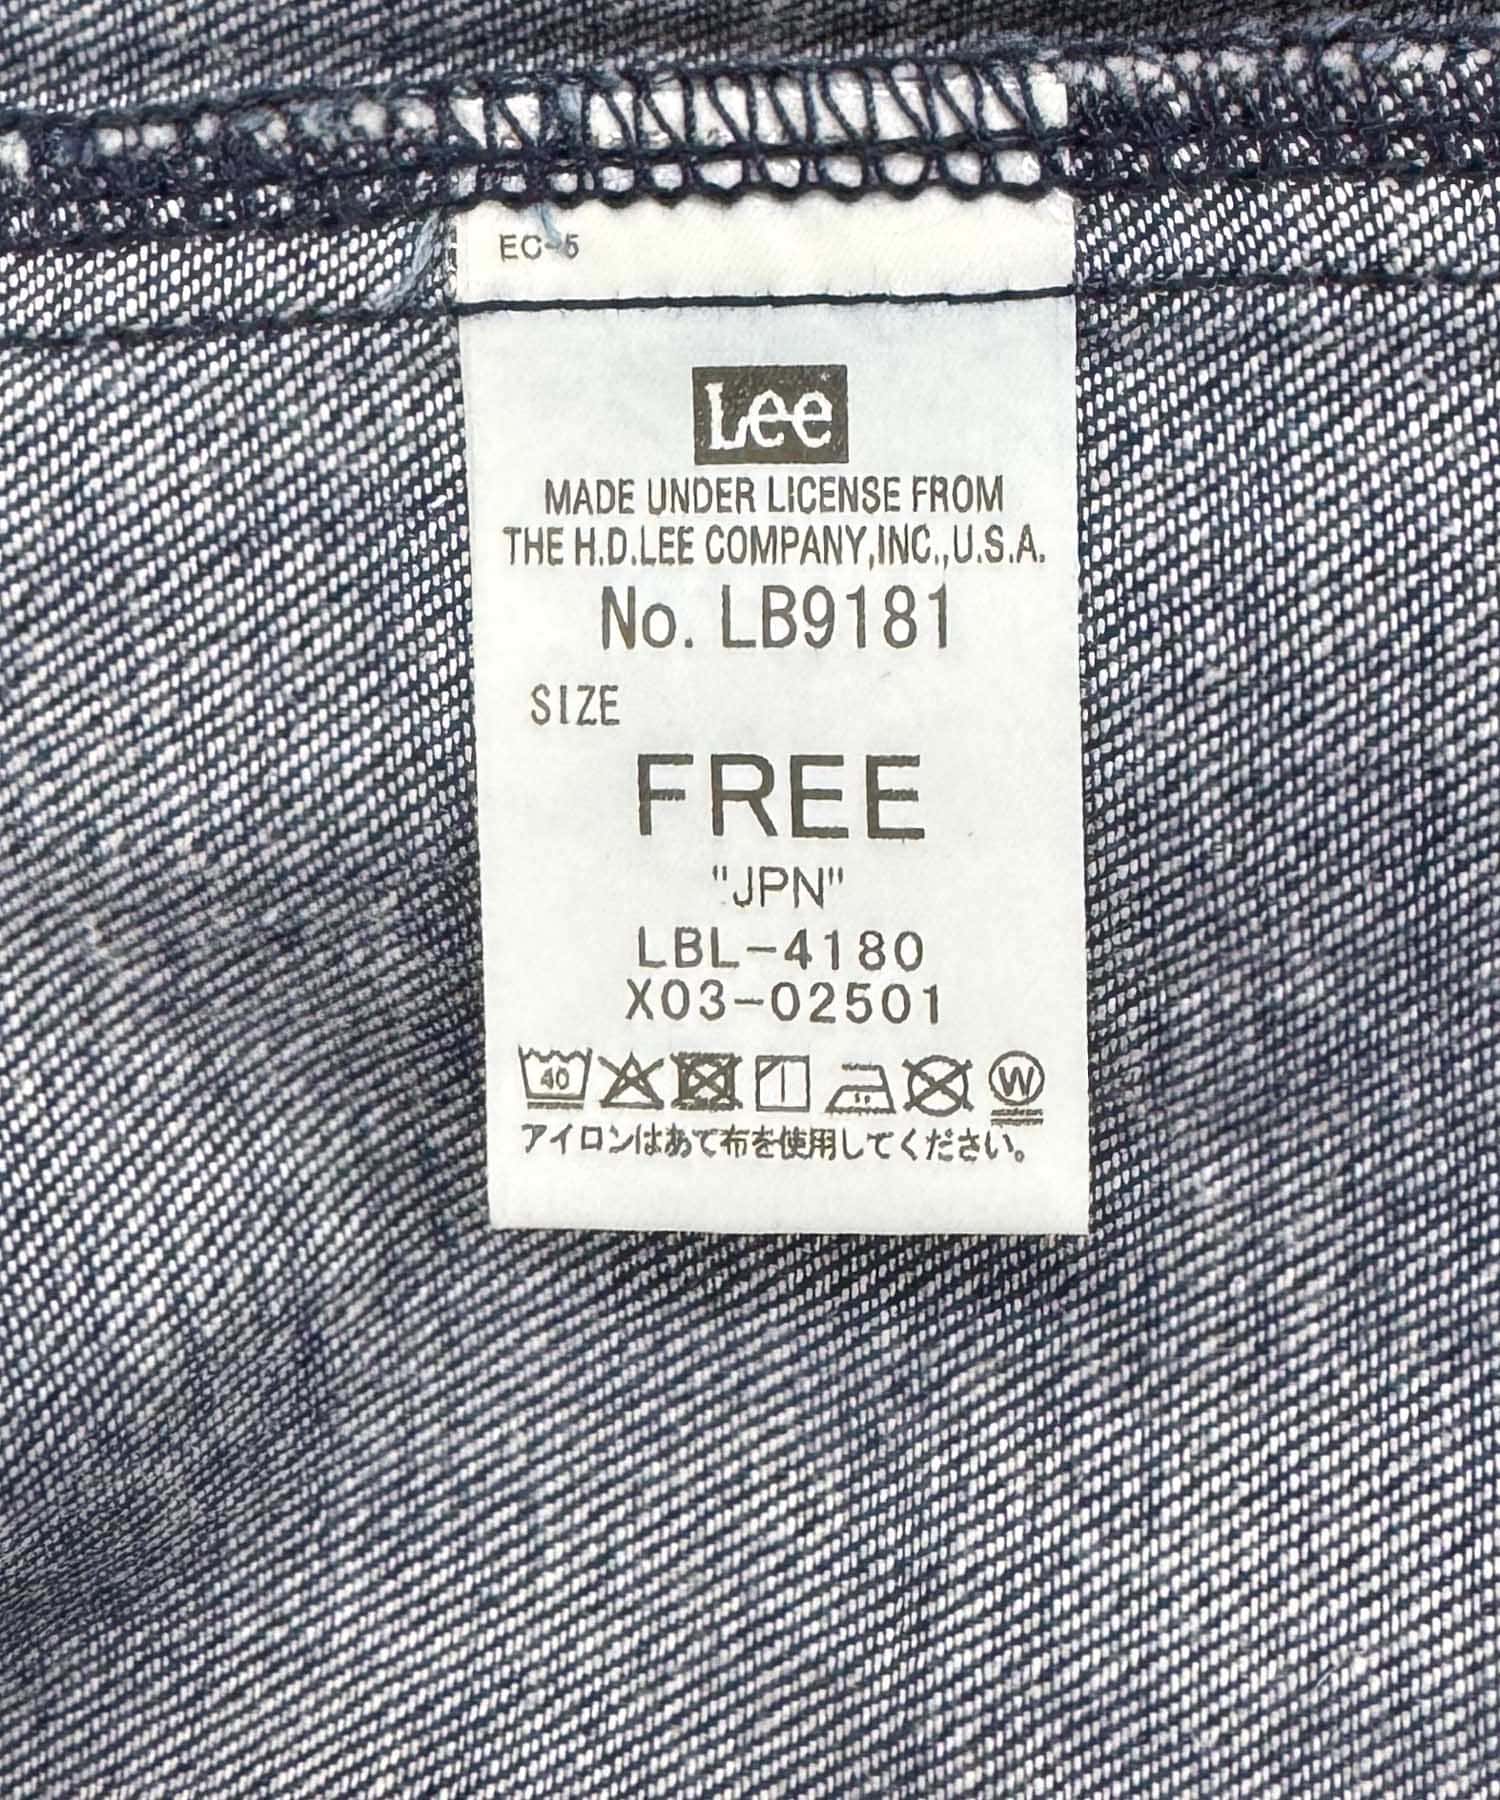 EC-5
Lee
MADE UNDER LICENSE FROM
THE H.D.LEE COMPANY,INC.,U.S.A.
No. LB9181
SIZE
FREE
"JPN"
LBL-4180
X03-02501
40 W
アイロンはあて布を使用してください。